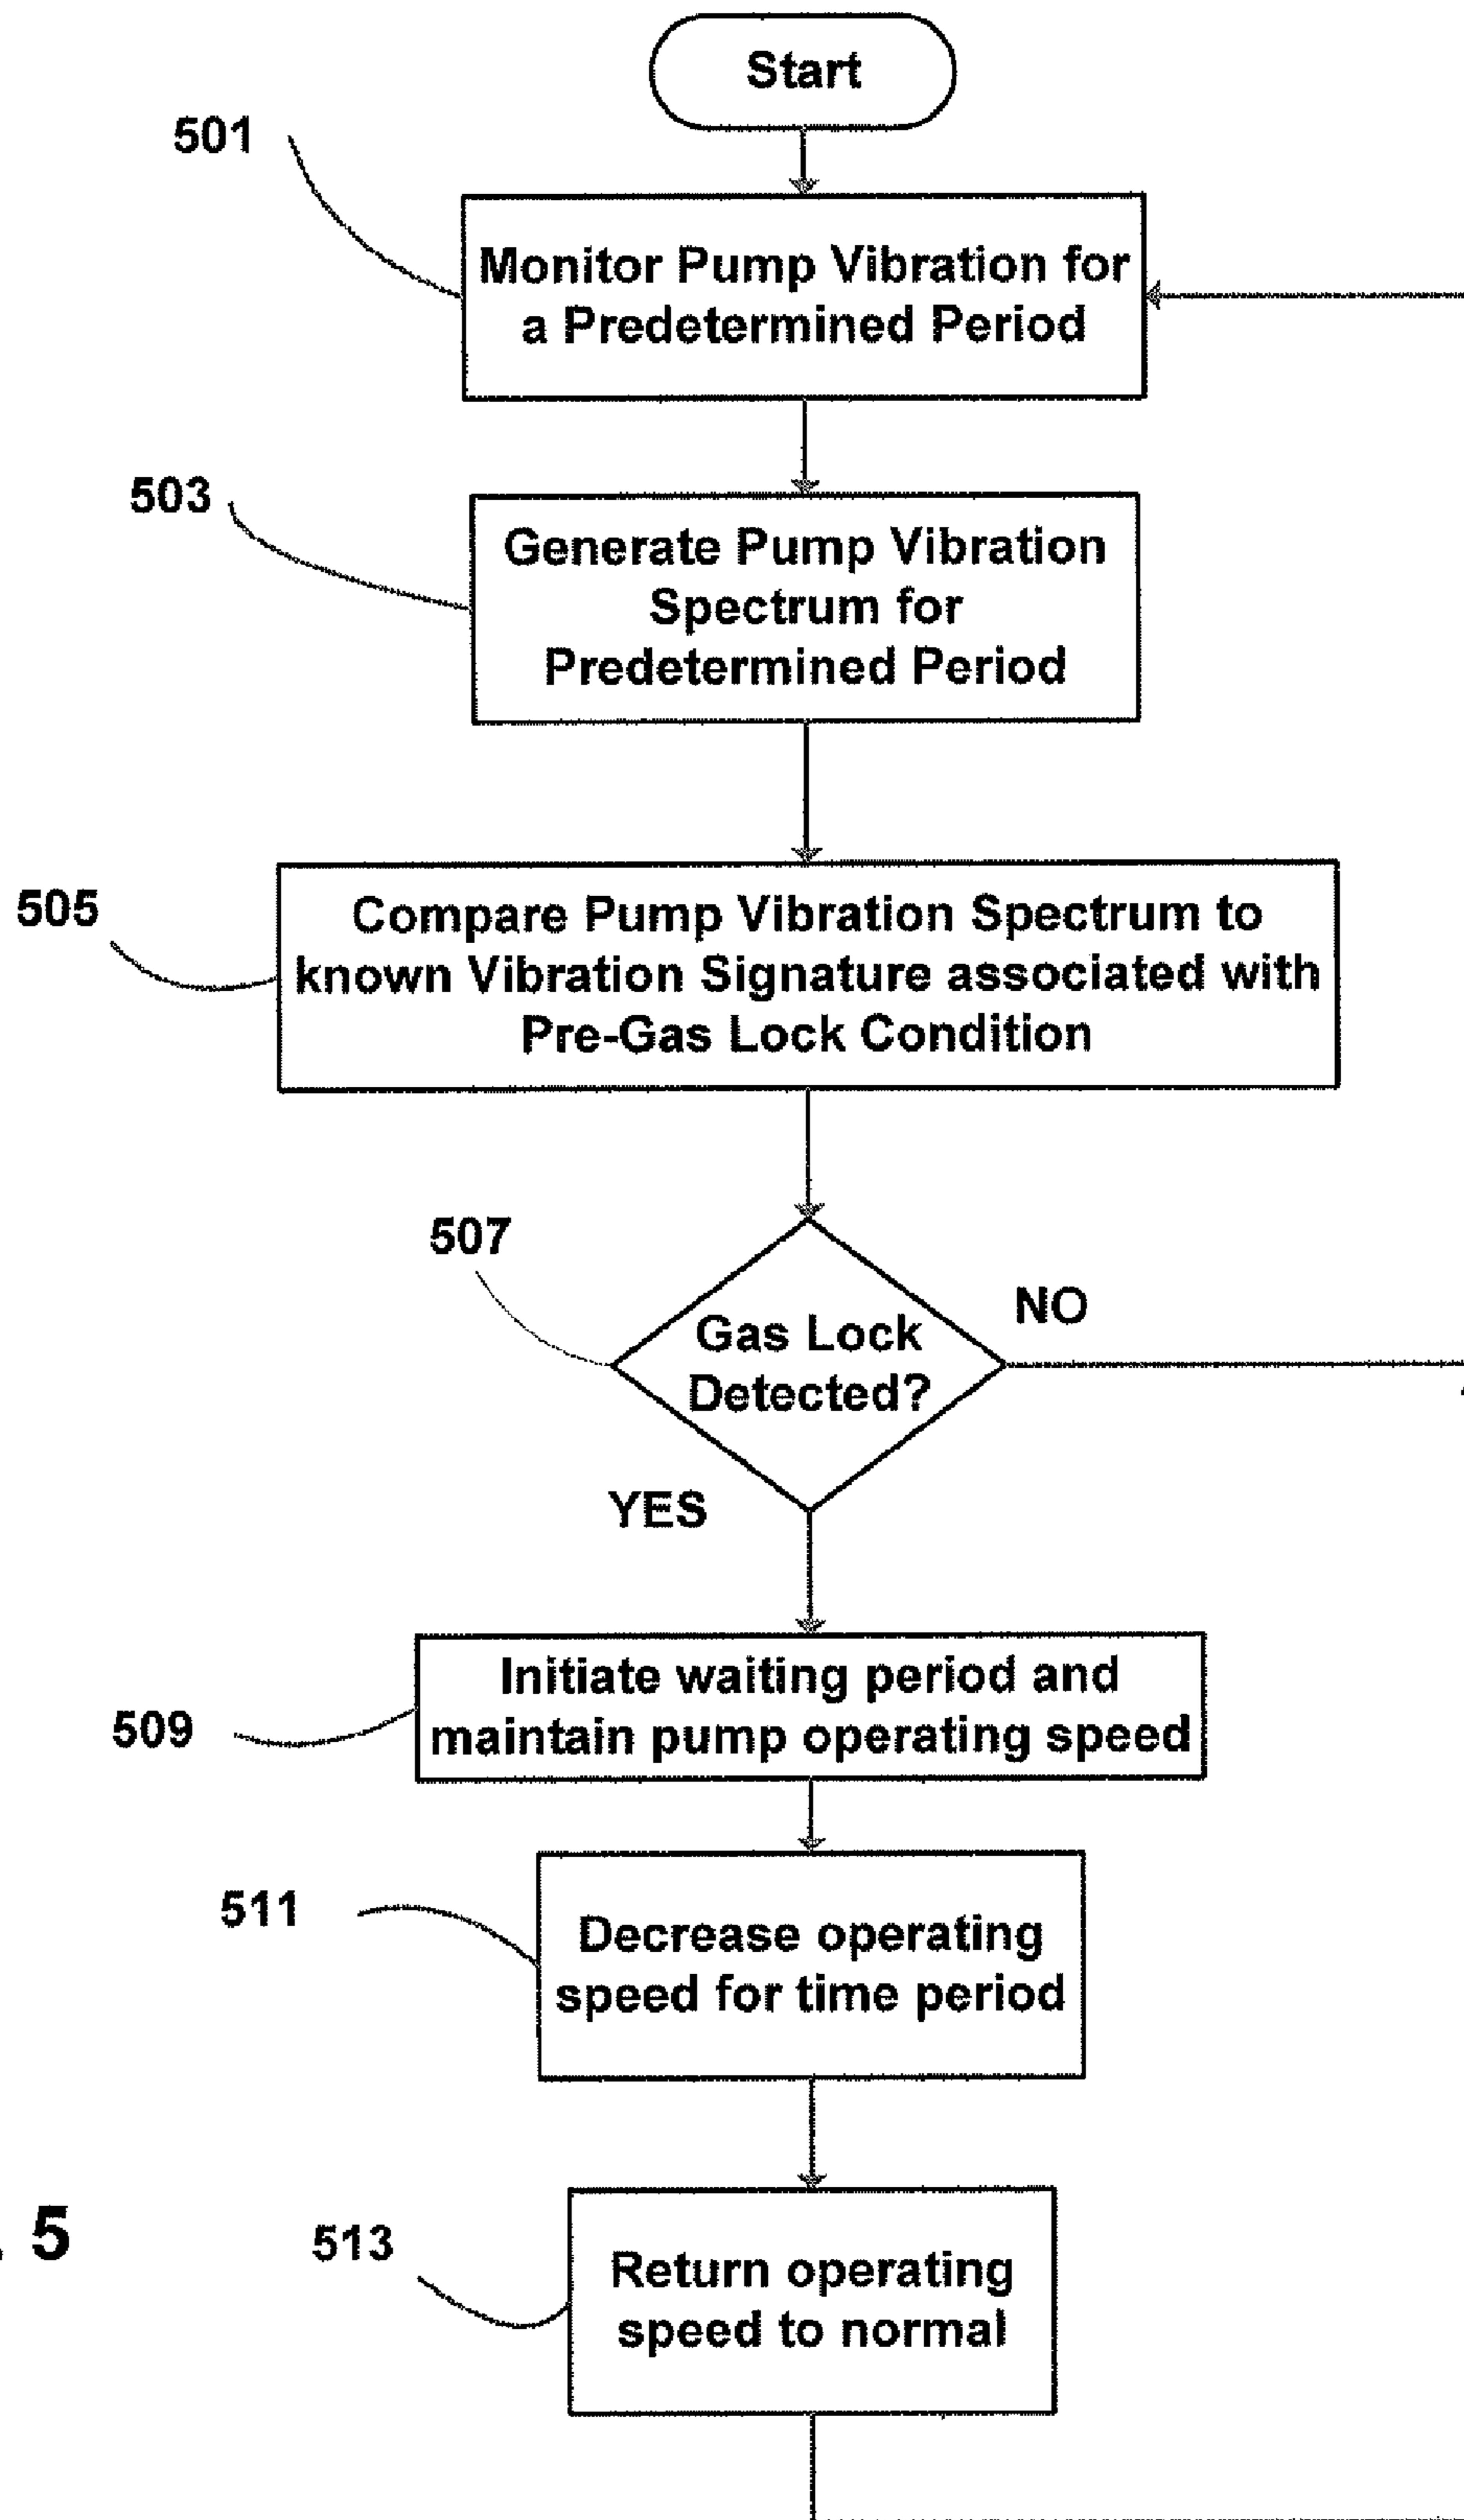 Start
501
Monitor Pump Vibration for
a Predetermined Period
503
Generate Pump Vibration
Spectrum for
Predetermined Period
505
Compare Pump Vibration Spectrum to
known Vibration Signature associated with
Pre-Gas Lock Condition
507
Gas Lock
Detected?
NO
YES
509
Initiate waiting period and
maintain pump operating speed
511
Decrease operating
speed for time period
513
Return operating
speed to normal
. 5